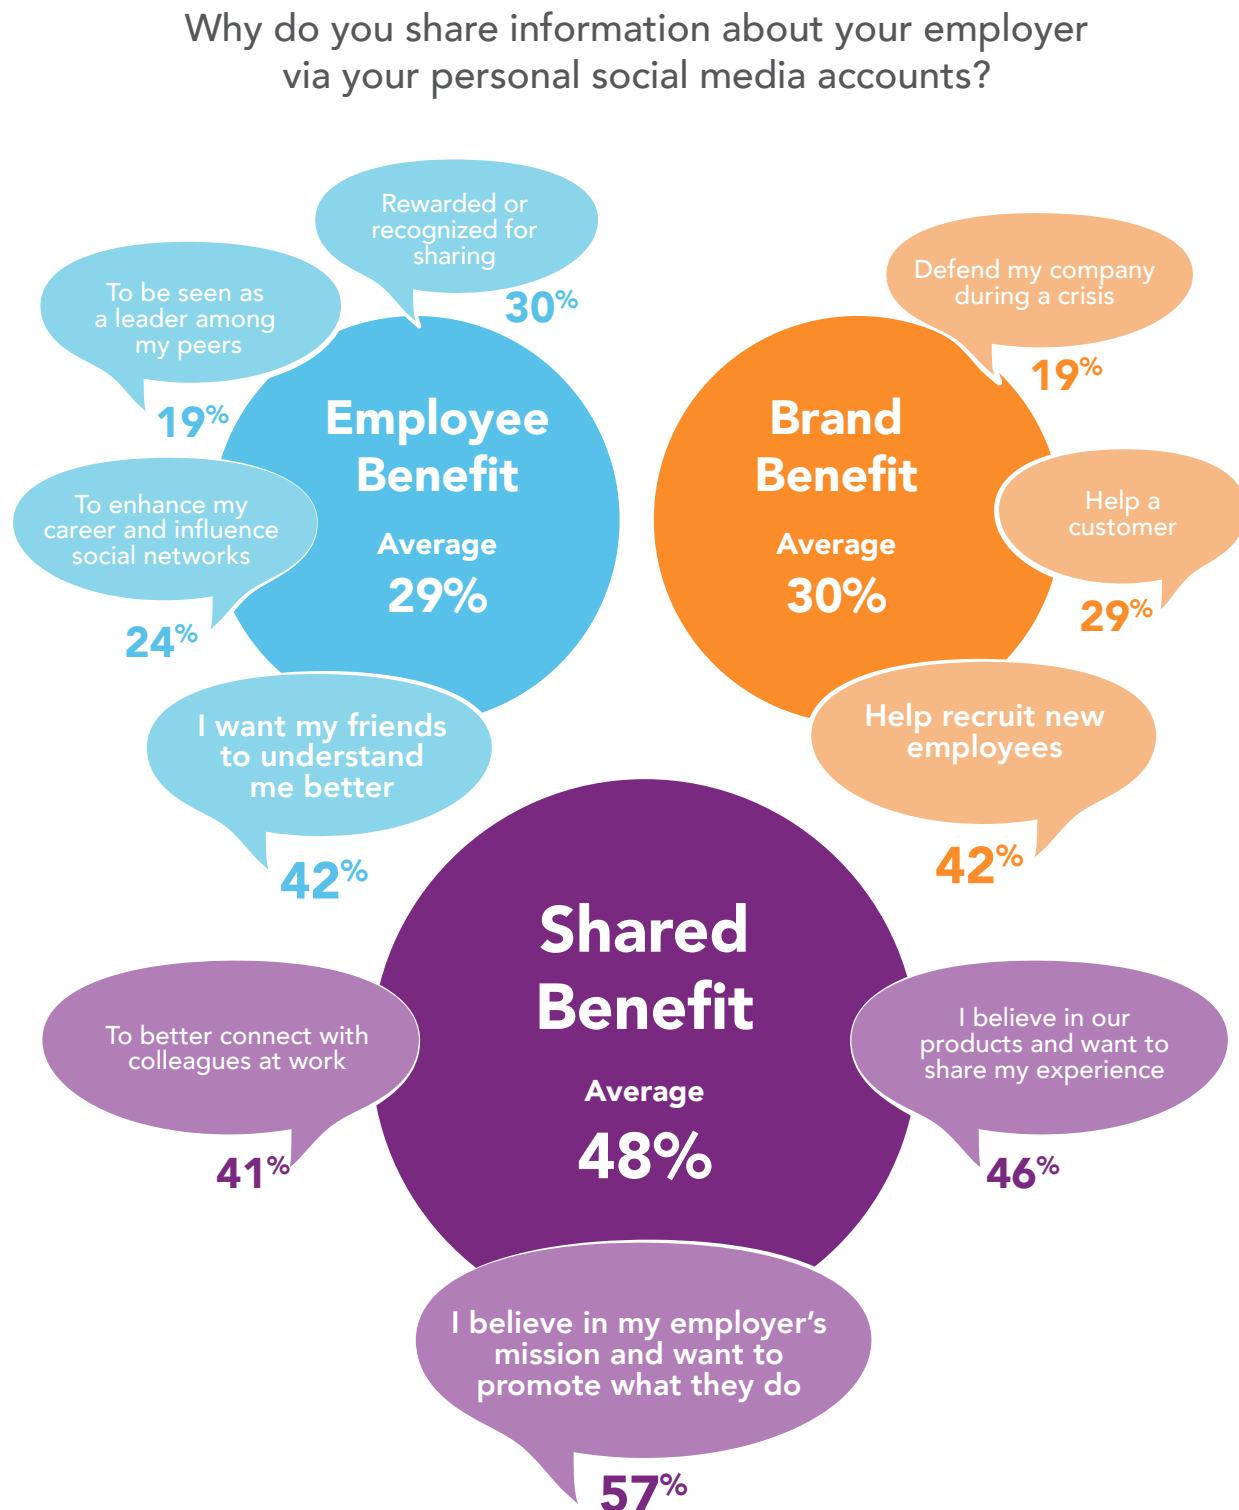 Why do you share information about your employer
via your personal social media accounts?
Rewarded or
recognized for
sharing
30%
To be seen as
a leader among
my peers
19%
To enhance my
career and influence
social networks
24%
I want my friends
to understand
me better
42%
Employee
Benefit
Average
29%
Brand
Benefit
Average
30%
Defend my company
during a crisis
19%
Help a
customer
29%
Help recruit new
employees
42%
Shared
Benefit
Average
48%
To better connect with
colleagues at work
41%
I believe in our
products and want to
share my experience
46%
I believe in my employer’s
mission and want to
promote what they do
57%